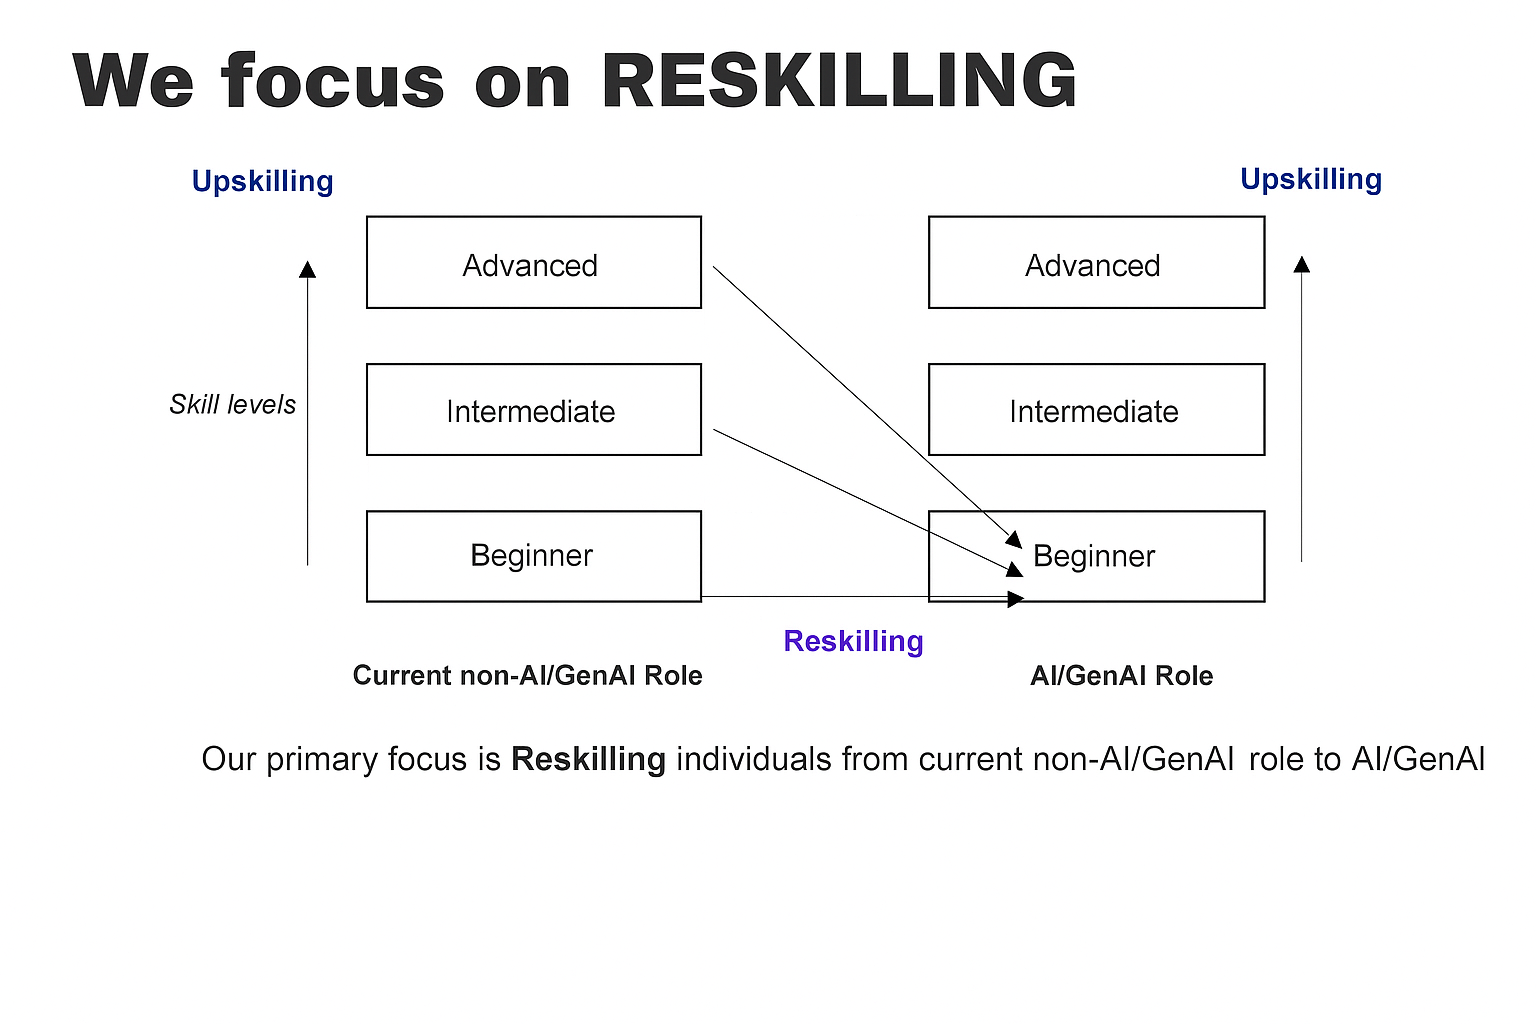 We focus on RESKILLING
Upskilling
Upskilling
Advanced
Advanced
Skill levels
Intermediate
Intermediate
Beginner
Beginner
Reskilling
Current non-AI/GenAI Role
AI/GenAI Role
Our primary focus is Reskilling individuals from current non-AI/GenAI role to AI/GenAI